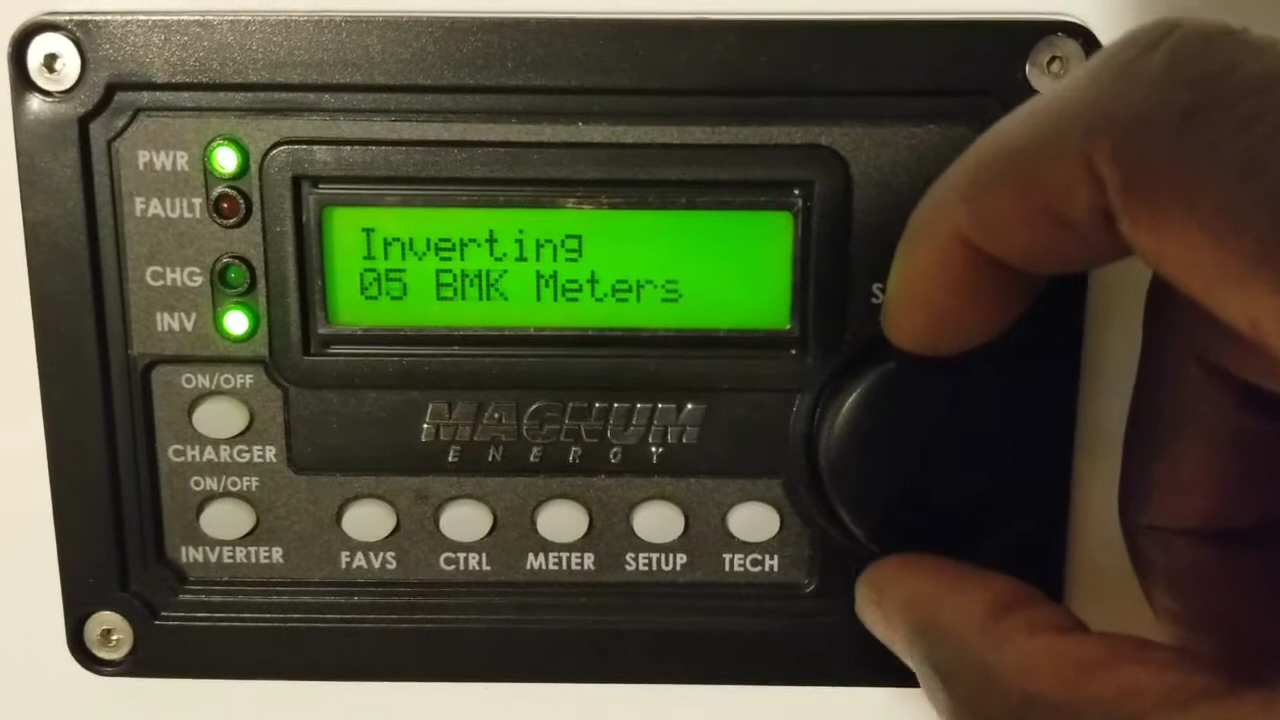 PWR
FAULT
CHG
INV
Inverting
05 BMK Meters
S
ON/OFF
CHARGER
ON/OFF
INVERTER
MAGNUM
ENERGY
FAVS
CTRL
METER
SETUP
TECH